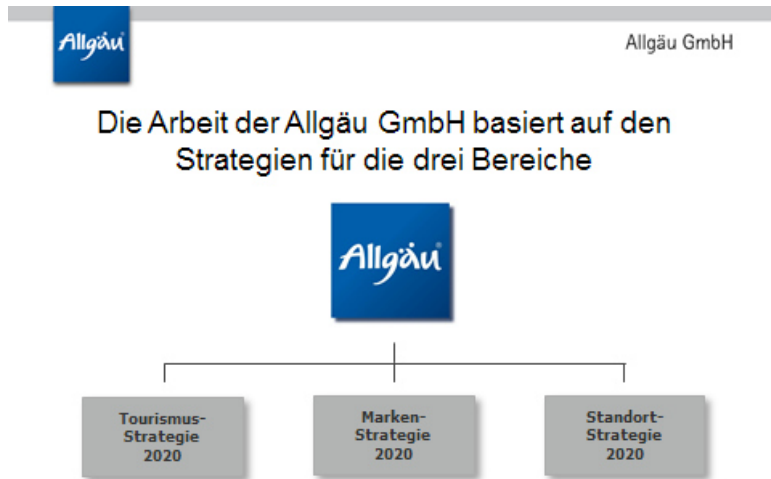 Allgäu
Allgäu GmbH
Die Arbeit der Allgäu GmbH basiert auf den
Strategien für die drei Bereiche
Allgäu
Tourismus-
Strategie
2020
Marken-
Strategie
2020
Standort-
Strategie
2020